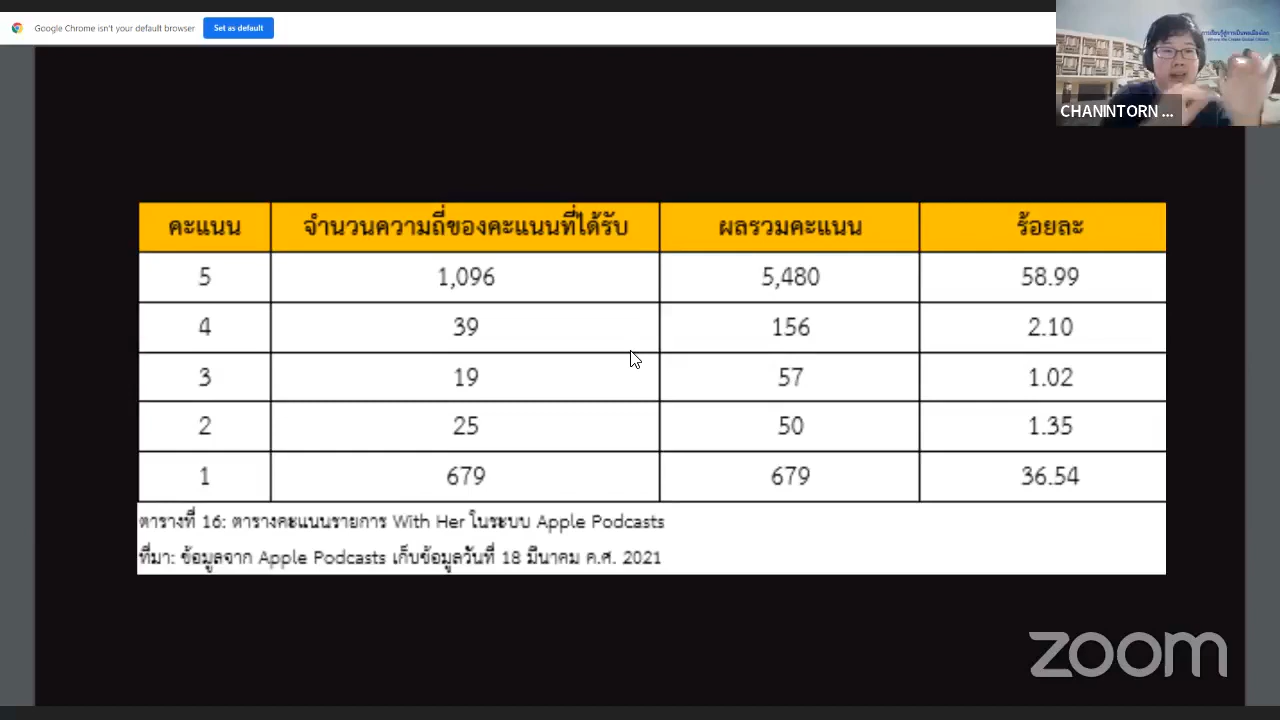 Google Chrome isn't your default browser Set as default
CHANINTORN ...
คะแนน จำนวนความถี่ของคะแนนที่ได้รับ ผลรวมคะแนน ร้อยละ
5 1,096 5,480 58.99
4 39 156 2.10
3 19 57 1.02
2 25 50 1.35
1 679 679 36.54
ตารางที่ 16: ตารางคะแนนรายการ With Her ในระบบ Apple Podcasts
ที่มา: ข้อมูลจาก Apple Podcasts เก็บข้อมูลวันที่ 18 มีนาคม ค.ศ. 2021
zoom